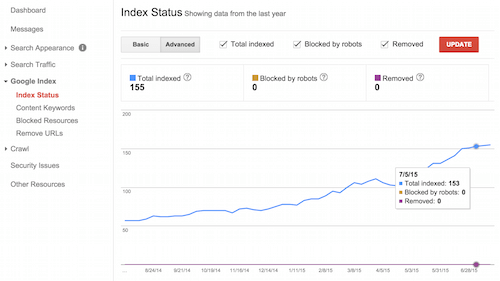 Dashboard
Messages
Search Appearance
Search Traffic
Google Index
Index Status
Content Keywords
Blocked Resources
Remove URLs
Crawl
Security Issues
Other Resources
Index Status Showing data from the last year
Basic Advanced Total indexed Blocked by robots Removed UPDATE
Total indexed Blocked by robots Removed
155 0 0
200
150
100
50
7/5/15
Total indexed: 153
Blocked by robots: 0
Removed: 0
... 8/24/14 9/21/14 10/19/14 11/16/14 12/14/14 1/11/15 2/8/15 3/8/15 4/5/15 5/3/15 5/31/15 6/28/15